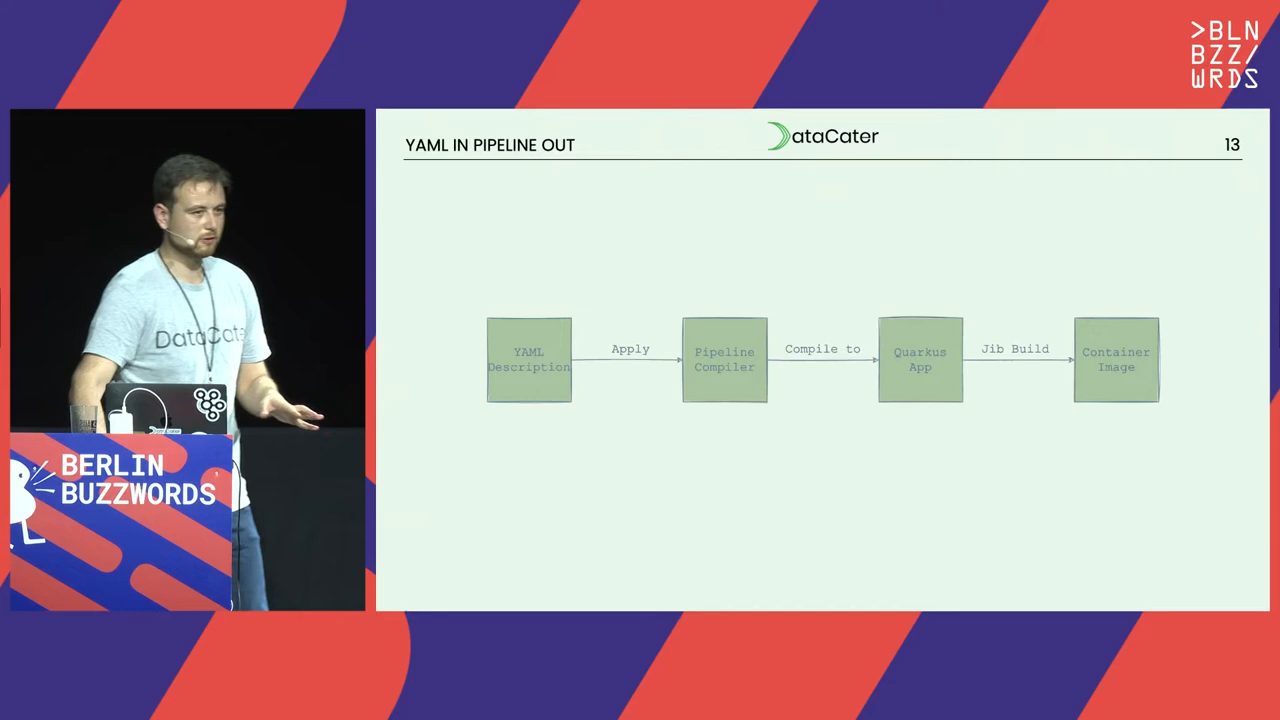 >BLN
BZZ/
WRDS
YAML IN PIPELINE OUT
DataCater
13
YAML
Description
Apply
Pipeline
Compiler
Compile to
Quarkus
App
Jib Build
Container
Image
DataCate
BERLIN
BUZZWORDS